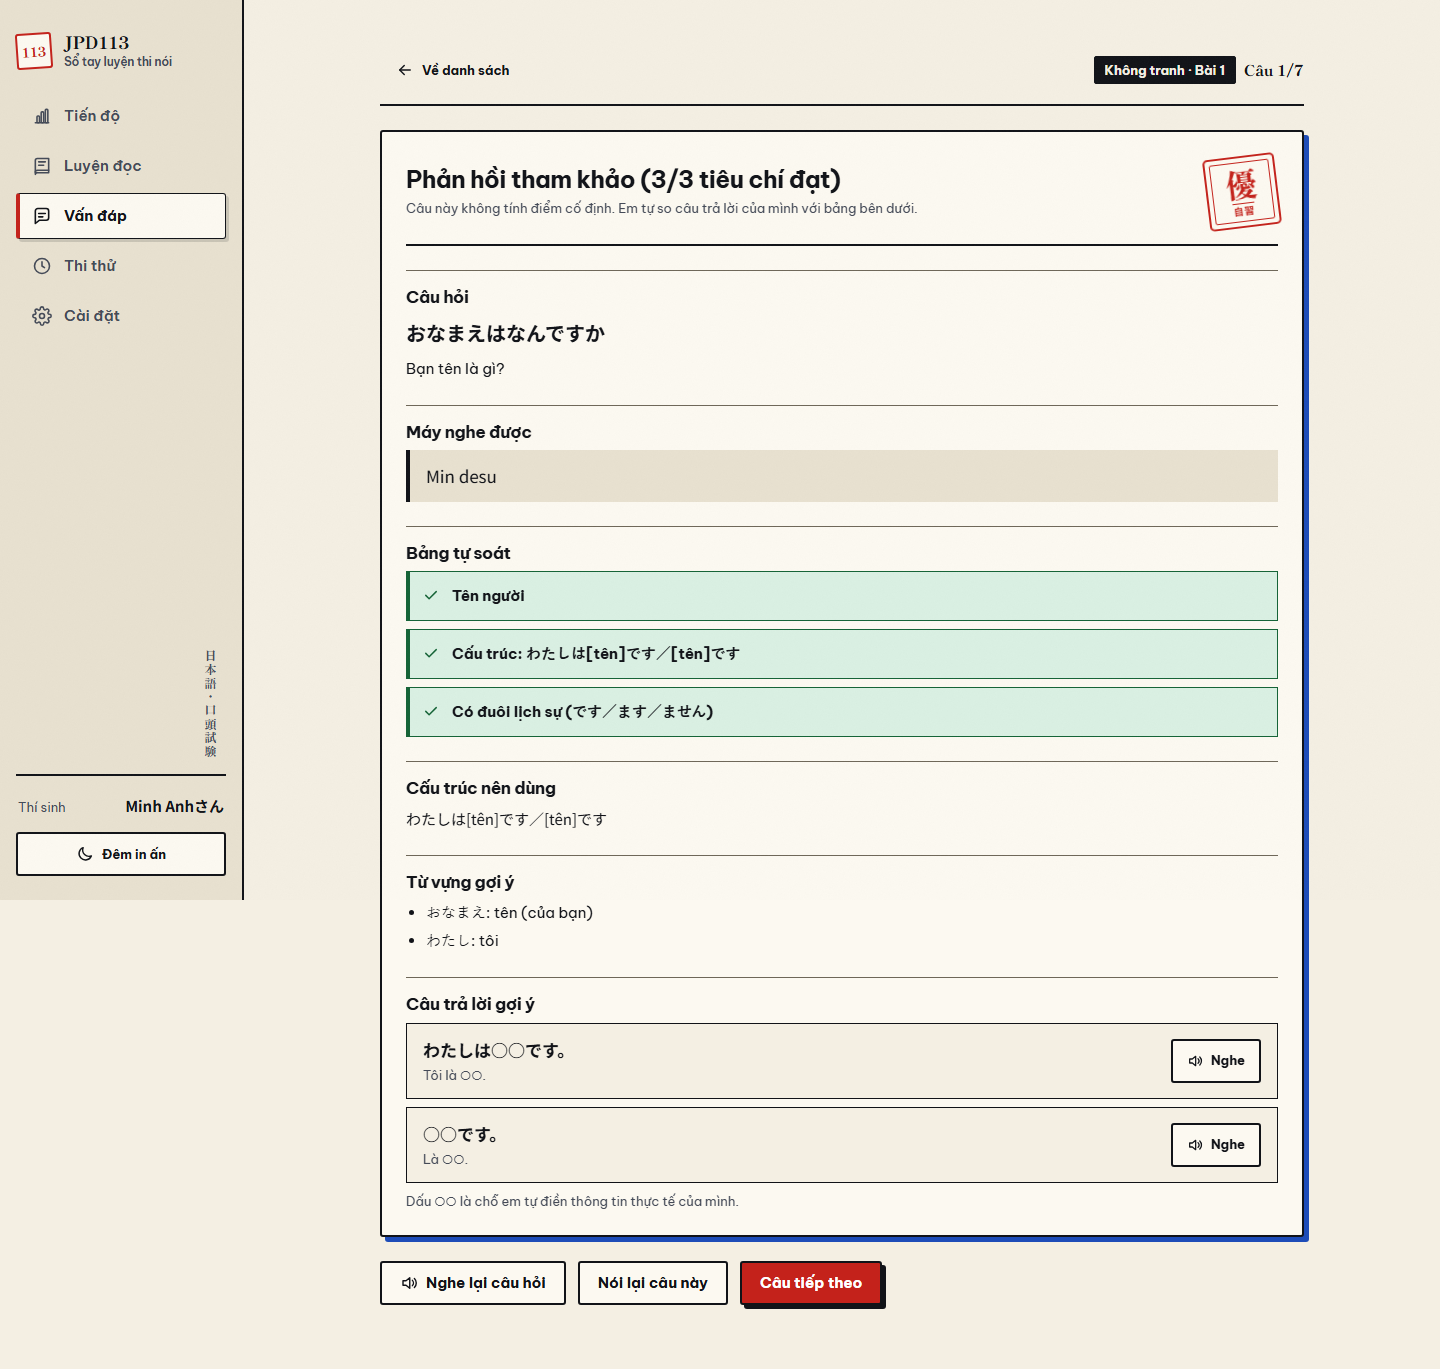 113
JPD113
Sổ tay luyện thi nói
Tiến độ
Luyện đọc
Vấn đáp
Thi thử
Cài đặt
日本語・口頭試験
Thí sinh
Minh Anhさん
Đêm in ấn
Về danh sách
Không tranh · Bài 1
Câu 1/7
Phản hồi tham khảo (3/3 tiêu chí đạt)
Câu này không tính điểm cố định. Em tự so câu trả lời của mình với bảng bên dưới.
優
自習
Câu hỏi
おなまえはなんですか
Bạn tên là gì?
Máy nghe được
Min desu
Bảng tự soát
Tên người
Cấu trúc: わたしは[tên]です／[tên]です
Có đuôi lịch sự (です／ます／ません)
Cấu trúc nên dùng
わたしは[tên]です／[tên]です
Từ vựng gợi ý
おなまえ: tên (của bạn)
わたし: tôi
Câu trả lời gợi ý
わたしは○○です。
Tôi là ○○.
Nghe
○○です。
Là ○○.
Nghe
Dấu ○○ là chỗ em tự điền thông tin thực tế của mình.
Nghe lại câu hỏi
Nói lại câu này
Câu tiếp theo